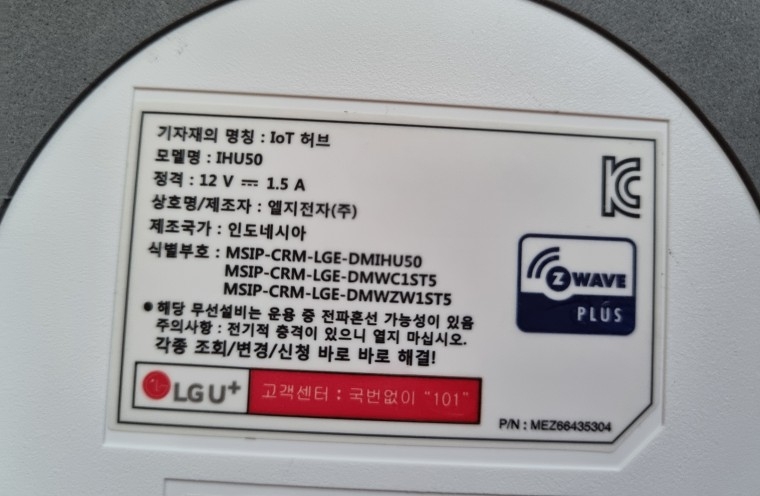 기자재의 명칭 : IoT 허브
모델명 : IHU50
정격 : 12 V ⎓ 1.5 A
상호명/제조자 : 엘지전자(주)
제조국가 : 인도네시아
식별부호 : MSIP-CRM-LGE-DMIHU50
MSIP-CRM-LGE-DMWC1ST5
MSIP-CRM-LGE-DMWZW1ST5
● 해당 무선설비는 운용 중 전파혼선 가능성이 있음
주의사항 : 전기적 충격이 있으니 열지 마십시오.
각종 조회/변경/신청 바로 바로 해결!
LG U+ 고객센터 : 국번없이 "101"
Z WAVE
PLUS
P/N : MEZ66435304